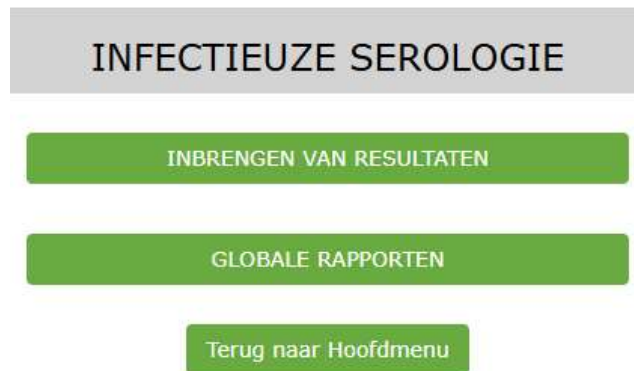 INFECTIEUZE SEROLOGIE
INBRENGEN VAN RESULTATEN
GLOBALE RAPPORTEN
Terug naar Hoofdmenu